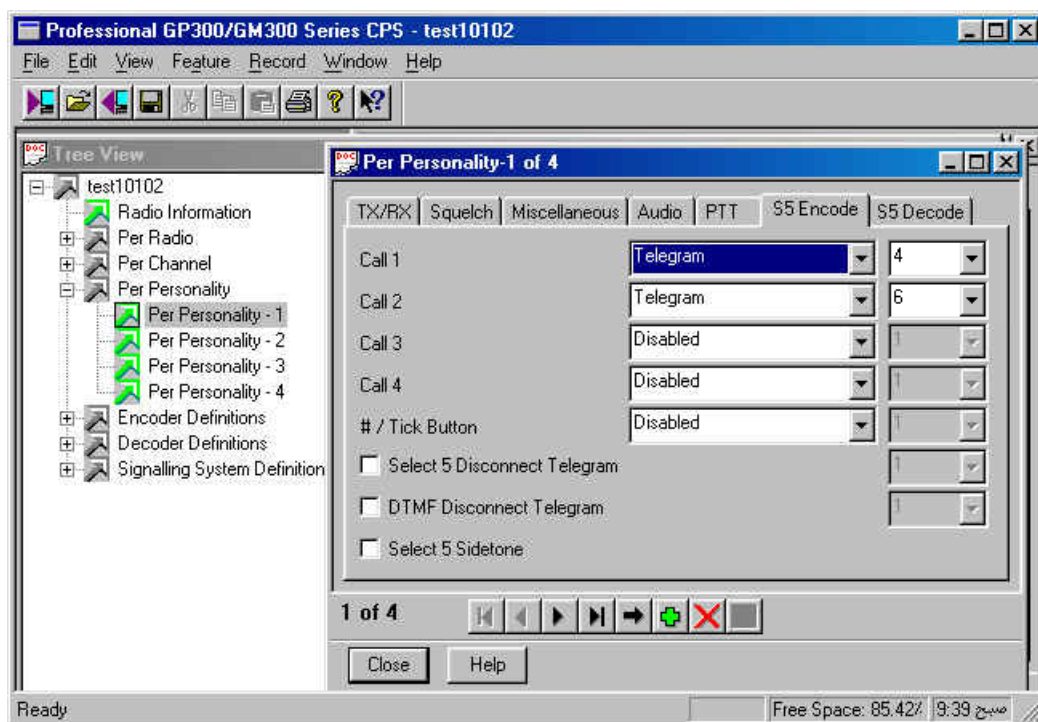 Professional GP300/GM300 Series CPS - test10102
File Edit View Feature Record Window Help
Tree View
test10102
Radio Information
Per Radio
Per Channel
Per Personality
Per Personality - 1
Per Personality - 2
Per Personality - 3
Per Personality - 4
Encoder Definitions
Decoder Definitions
Signalling System Definition
Per Personality-1 of 4
TX/RX Squelch Miscellaneous Audio PTT S5 Encode S5 Decode
Call 1 Telegram 4
Call 2 Telegram 6
Call 3 Disabled 1
Call 4 Disabled 1
# / Tick Button Disabled 1
Select 5 Disconnect Telegram 1
DTMF Disconnect Telegram 1
Select 5 Sidetone
1 of 4
Close Help
Ready Free Space: 85.42% 9:39 صبح